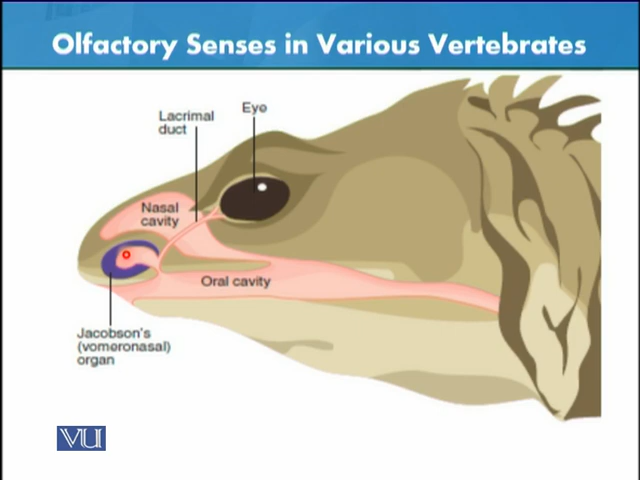 Olfactory Senses in Various Vertebrates
Lacrimal
duct
Eye
Nasal
cavity
Oral cavity
Jacobson's
(vomeronasal)
organ
VU